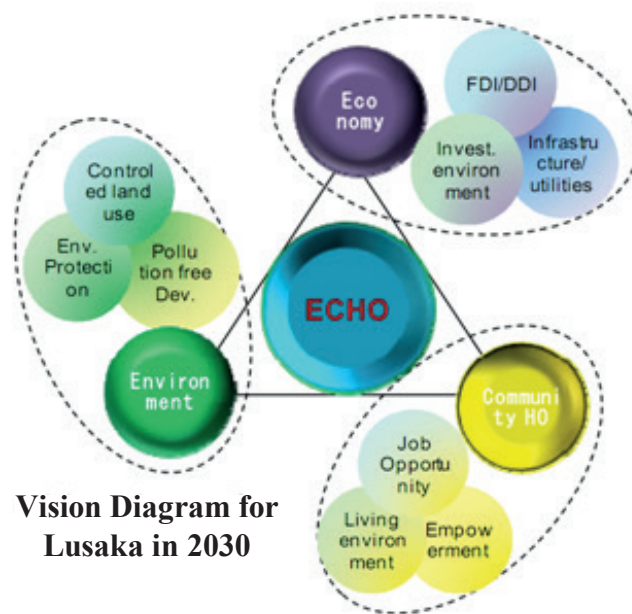 Eco
nomy
FDI/DDI
Invest.
environ
ment
Infrastru
cture/
utilities
Control
ed land
use
Env.
Protecti
on
Pollu
tion free
Dev.
ECHO
Environ
ment
Communi
ty HO
Job
Opportu
nity
Living
environ
ment
Empow
erment
Vision Diagram for
Lusaka in 2030